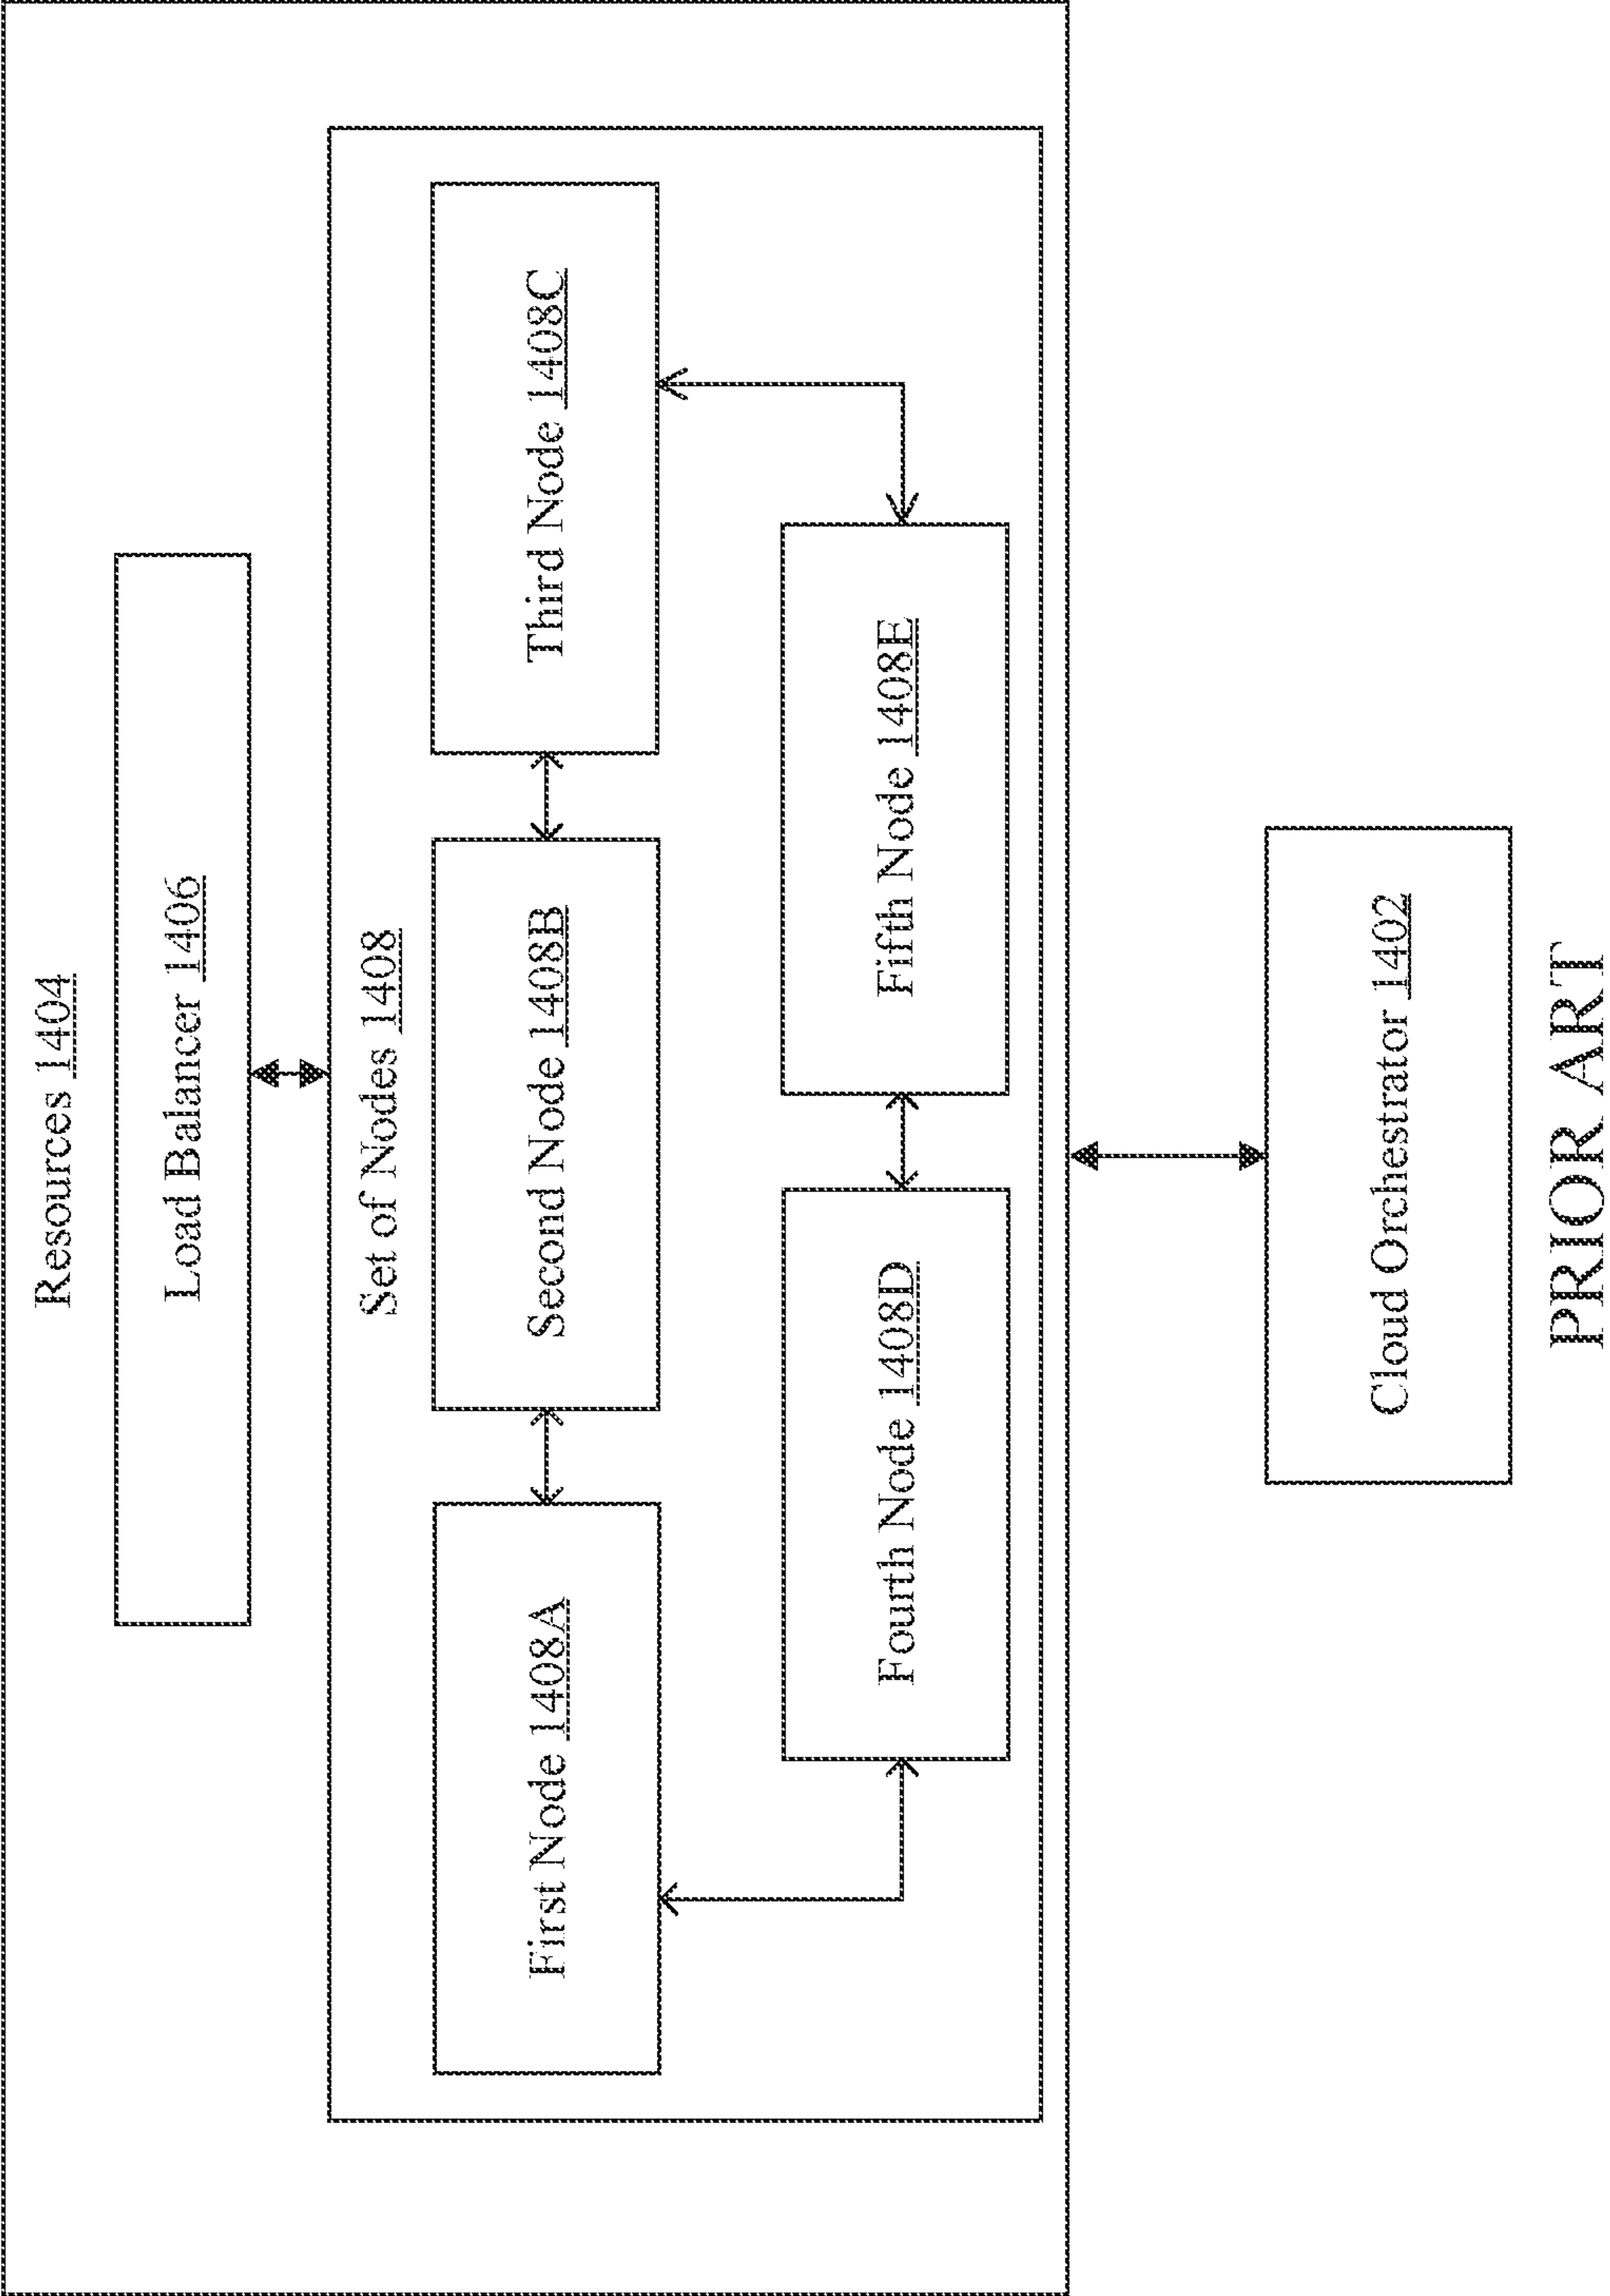 Resources 1404
Load Balancer 1406
Set of Nodes 1408
First Node 1408A
Second Node 1408B
Third Node 1408C
Fourth Node 1408D
Fifth Node 1408E
Cloud Orchestrator 1402
PRIOR ART